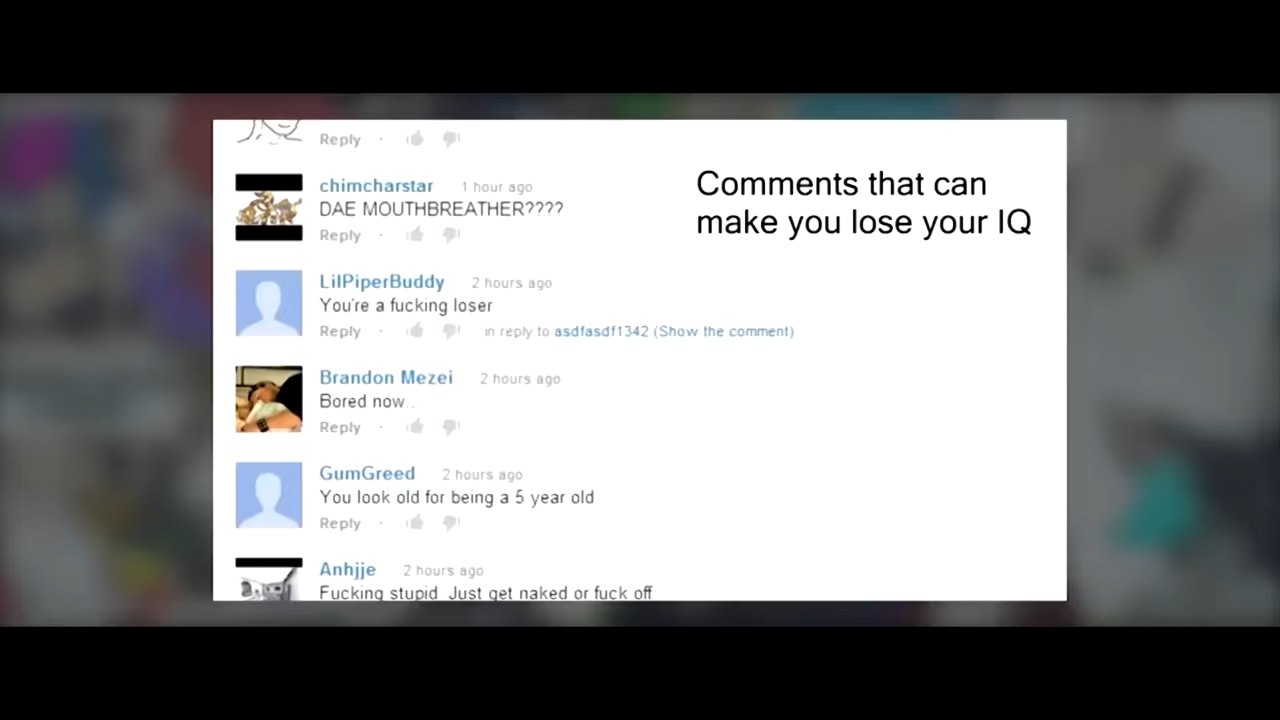 Reply ·
Comments that can
make you lose your IQ
chimcharstar 1 hour ago
DAE MOUTHBREATHER????
Reply ·
LilPiperBuddy 2 hours ago
You're a fucking loser
Reply · in reply to asdfasdf1342 (Show the comment)
Brandon Mezei 2 hours ago
Bored now..
Reply ·
GumGreed 2 hours ago
You look old for being a 5 year old
Reply ·
Anhjje 2 hours ago
Fucking stupid. Just get naked or fuck off